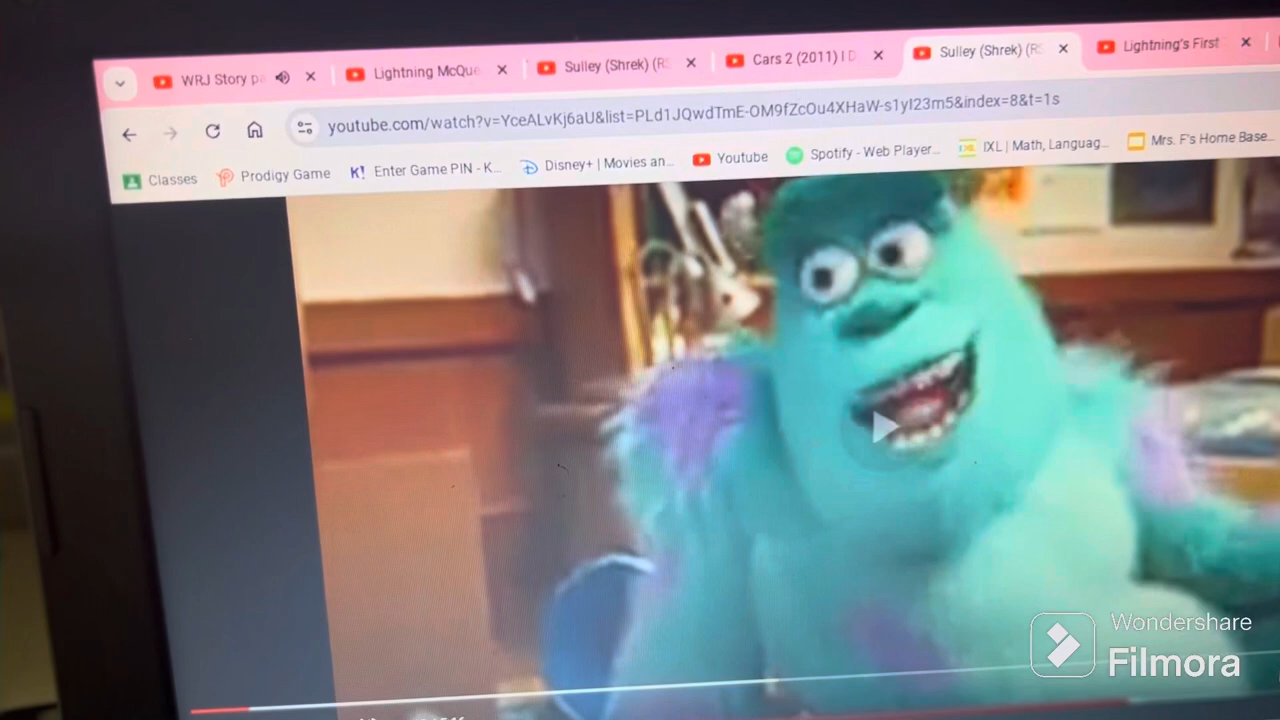 WRJ Story pa
Lightning McQue
Sulley (Shrek) (RS
Cars 2 (2011) | D
Sulley (Shrek) (RS
Lightning's First
youtube.com/watch?v=YceALvKj6aU&list=PLd1JQwdTmE-OM9fZcOu4XHaW-s1yI23m5&index=8&t=1s
Classes
Prodigy Game
K! Enter Game PIN - K...
Disney+ | Movies an...
Youtube
Spotify - Web Player...
IXL | Math, Languag...
Mrs. F's Home Base...
Wondershare
Filmora